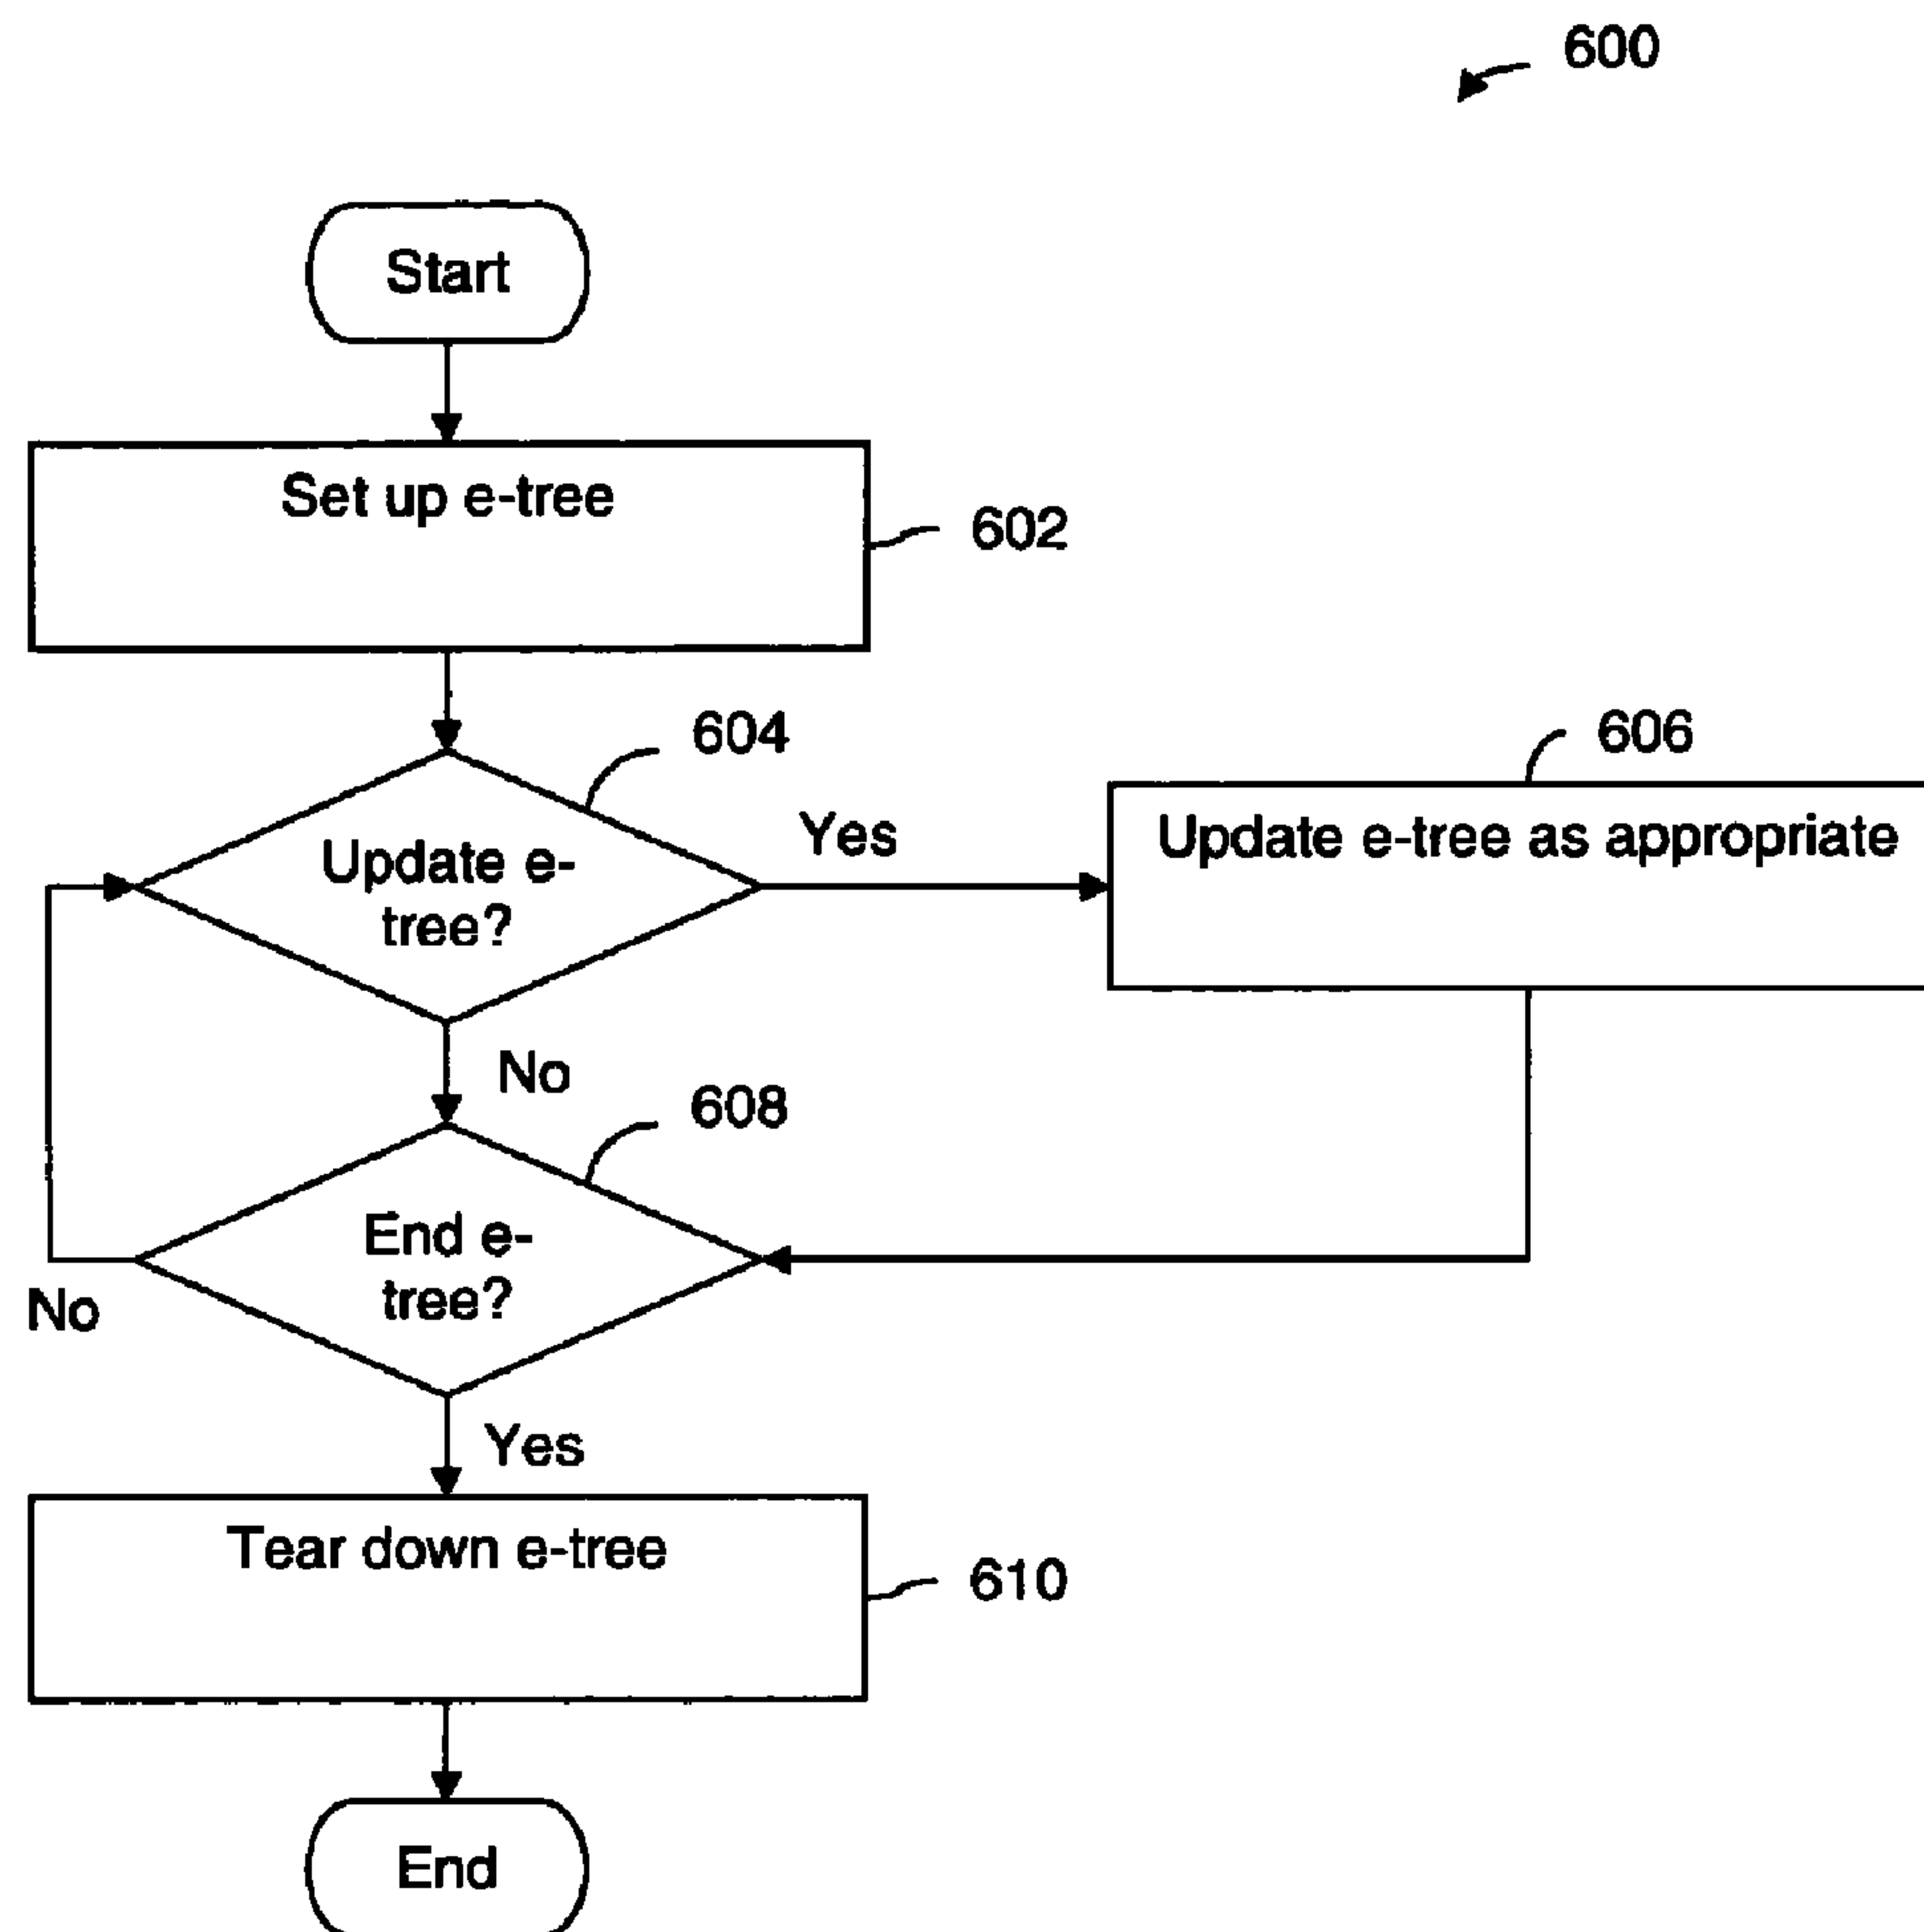 600
Start
Set up e-tree
602
604
606
Update e-
tree?
Yes
Update e-tree as appropriate
No
608
End e-
tree?
No
Yes
Tear down e-tree
610
End